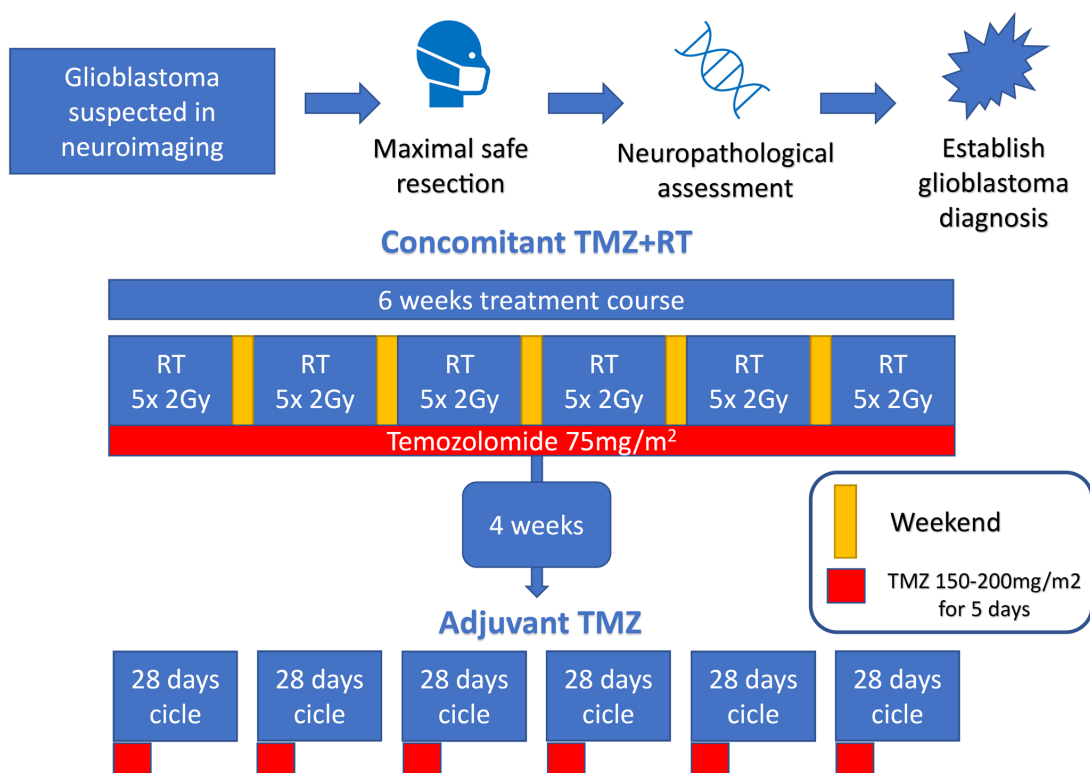 Glioblastoma
suspected in
neuroimaging
Maximal safe
resection
Neuropathological
assessment
Establish
glioblastoma
diagnosis
Concomitant TMZ+RT
6 weeks treatment course
RT
5x 2Gy
RT
5x 2Gy
RT
5x 2Gy
RT
5x 2Gy
RT
5x 2Gy
RT
5x 2Gy
Temozolomide 75mg/m²
4 weeks
Weekend
TMZ 150-200mg/m2
for 5 days
Adjuvant TMZ
28 days
cicle
28 days
cicle
28 days
cicle
28 days
cicle
28 days
cicle
28 days
cicle